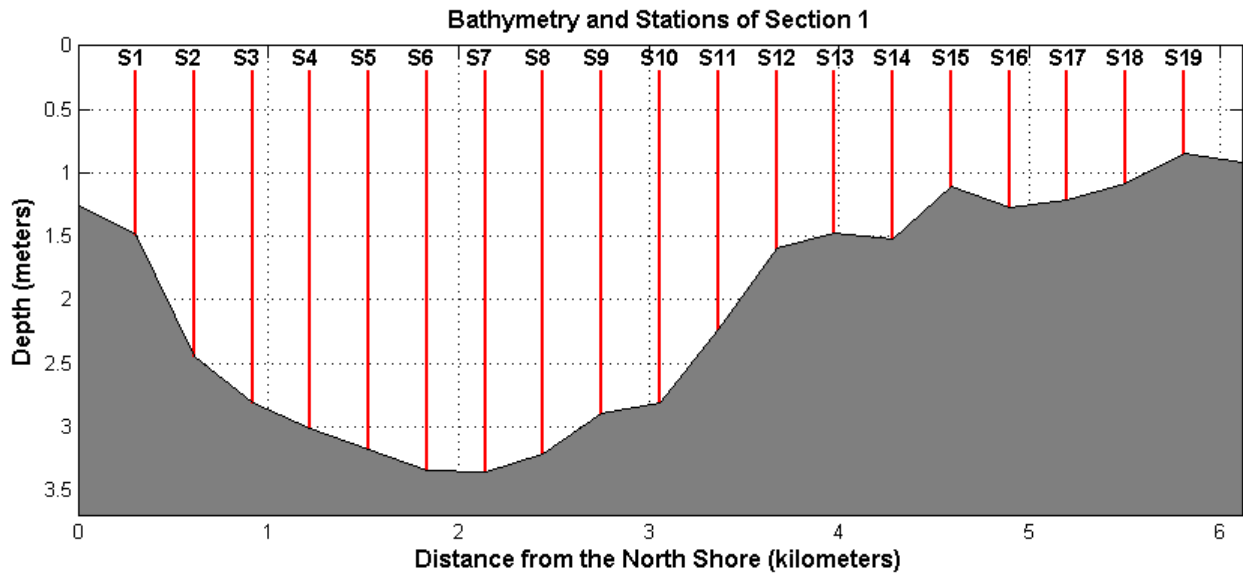 Bathymetry and Stations of Section 1
0
S1 S2 S3 S4 S5 S6 S7 S8 S9 S10 S11 S12 S13 S14 S15 S16 S17 S18 S19
0.5
1
1.5
2
2.5
3
3.5
Depth (meters)
0 1 2 3 4 5 6
Distance from the North Shore (kilometers)